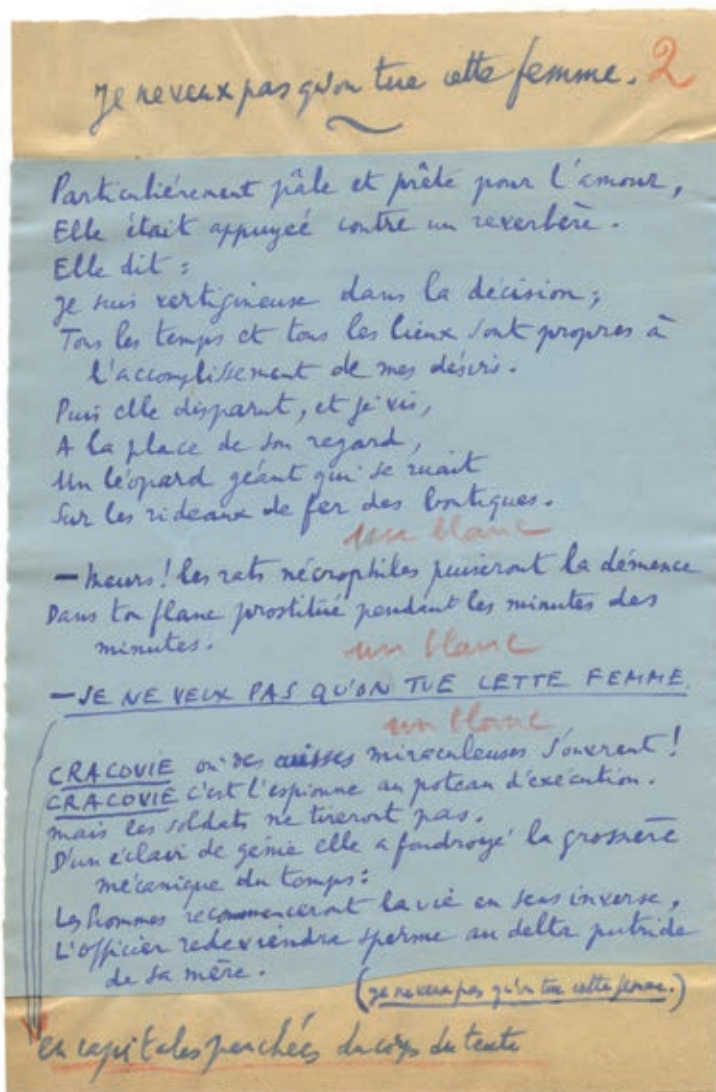 Je ne veux pas qu'on tue cette femme. 2
Particulièrement pâle et prête pour l'amour,
Elle était appuyée contre un reverbère.
Elle dit :
Je suis vertigineuse dans la décision ;
Tous les temps et tous les lieux sont propres à
l'accomplissement de mes désirs.
Puis elle disparut, et je vis,
A la place de son regard,
Un léopard géant qui se ruait
Sur les rideaux de fer des boutiques.
un blanc
— Meurs ! les rats nécrophiles puiseront la démence
Dans ton flanc prostitué pendant les minutes des
minutes.
un blanc
— JE NE VEUX PAS QU'ON TUE CETTE FEMME.
un blanc
CRACOVIE où des cuisses miraculeuses s'ouvrent !
CRACOVIE c'est l'espionne au poteau d'exécution.
mais les soldats ne tireront pas.
D'un éclair de génie elle a foudroyé la grossière
mécanique du temps :
Les hommes recommenceront la vie en sens inverse,
L'officier redeviendra sperme au delta putride
de sa mère.
(Je ne veux pas qu'on tue cette femme.)
en capitales penchées du corps du texte